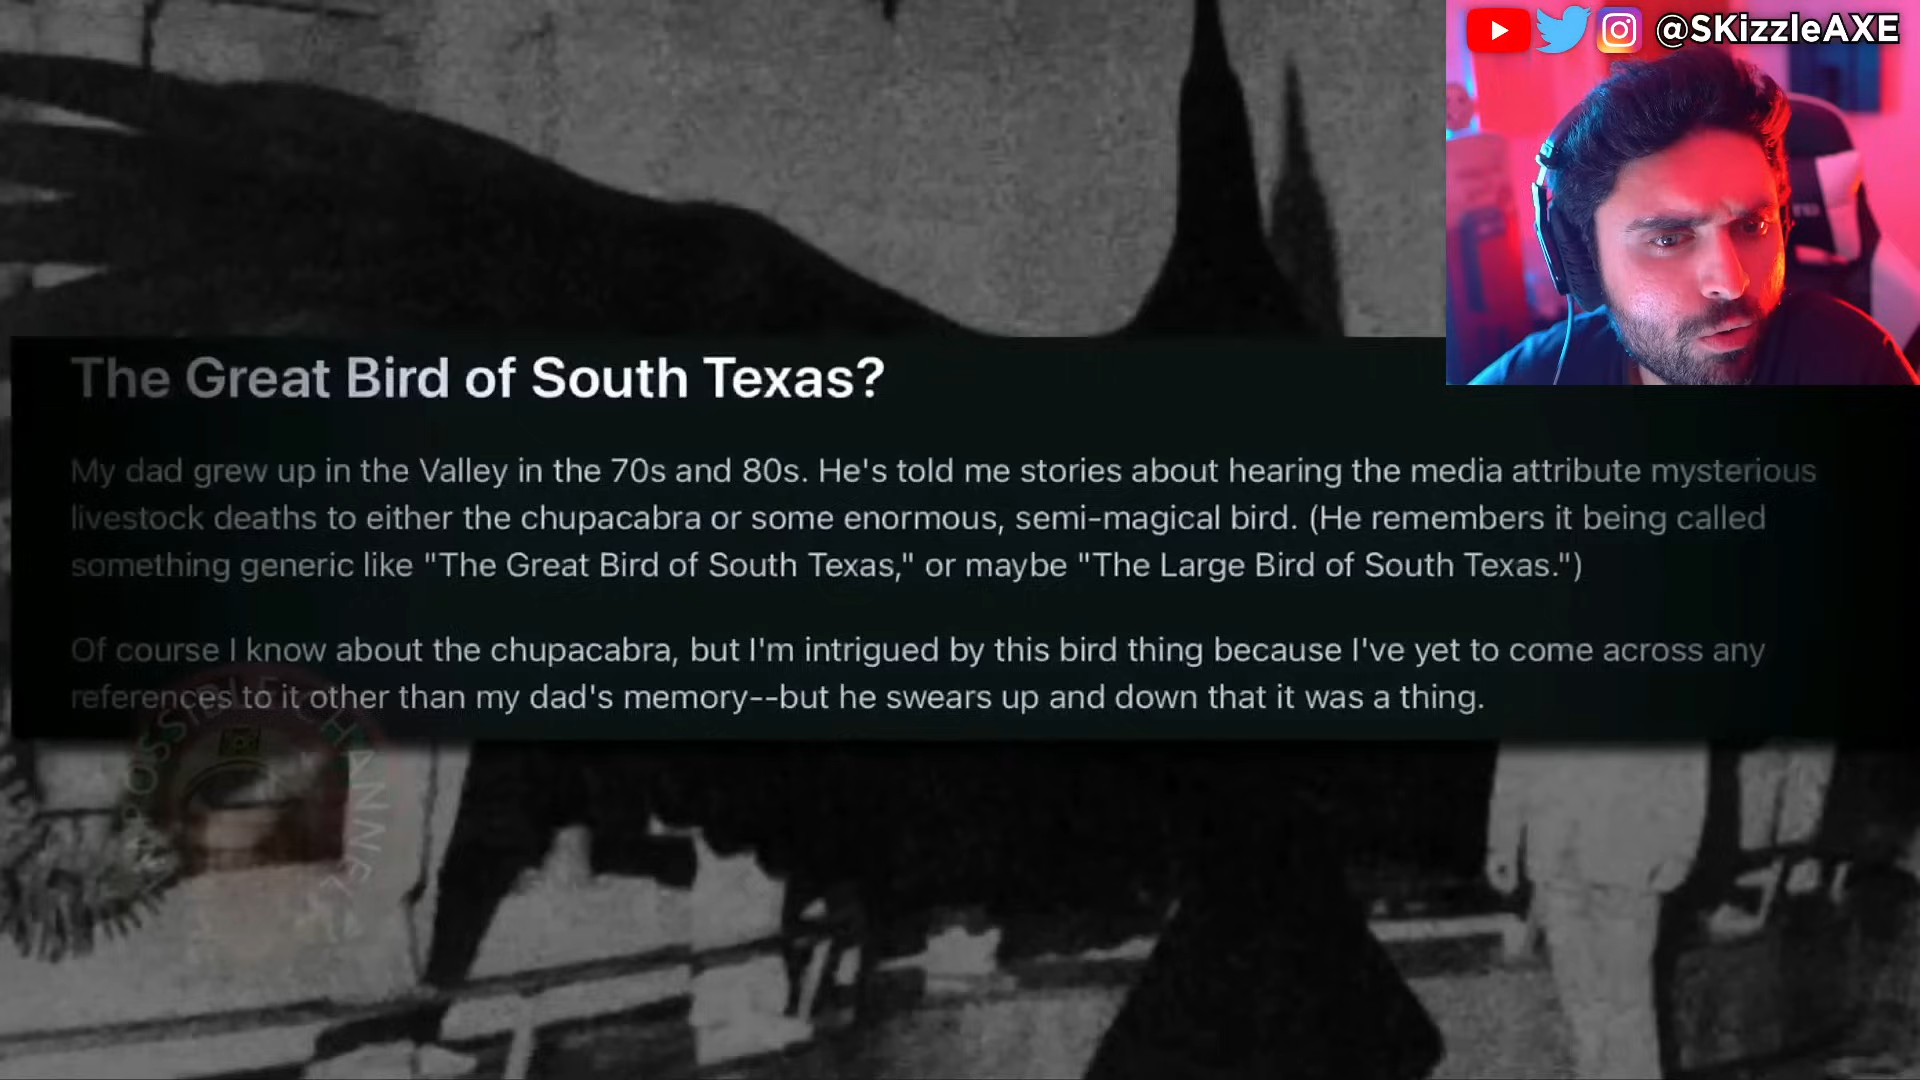 @SKizzleAXE
The Great Bird of South Texas?
My dad grew up in the Valley in the 70s and 80s. He's told me stories about hearing the media attribute mysterious
livestock deaths to either the chupacabra or some enormous, semi-magical bird. (He remembers it being called
something generic like "The Great Bird of South Texas," or maybe "The Large Bird of South Texas.")
Of course I know about the chupacabra, but I'm intrigued by this bird thing because I've yet to come across any
references to it other than my dad's memory--but he swears up and down that it was a thing.
CHANNEL